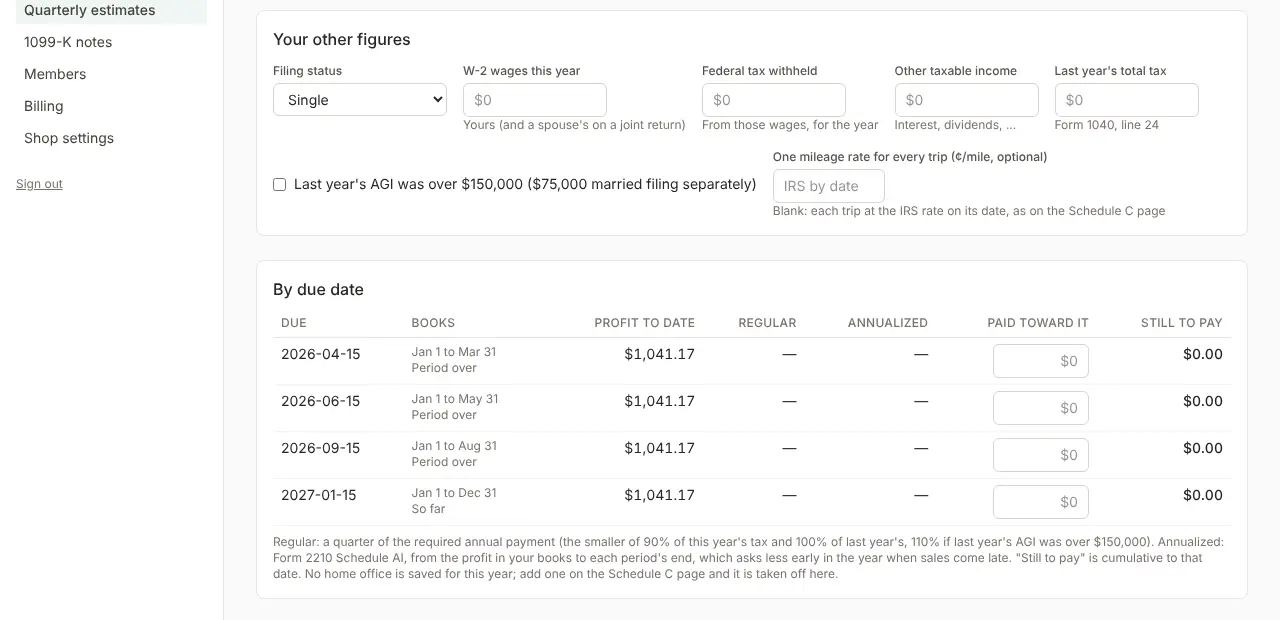 Quarterly estimates
1099-K notes
Members
Billing
Shop settings
Sign out
Your other figures
Filing status
Single
W-2 wages this year
$0
Yours (and a spouse's on a joint return)
Federal tax withheld
$0
From those wages, for the year
Other taxable income
$0
Interest, dividends, ...
Last year's total tax
$0
Form 1040, line 24
Last year's AGI was over $150,000 ($75,000 married filing separately)
One mileage rate for every trip (¢/mile, optional)
IRS by date
Blank: each trip at the IRS rate on its date, as on the Schedule C page
By due date
DUE BOOKS PROFIT TO DATE REGULAR ANNUALIZED PAID TOWARD IT STILL TO PAY
2026-04-15 Jan 1 to Mar 31 $1,041.17 — — $0 $0.00
Period over
2026-06-15 Jan 1 to May 31 $1,041.17 — — $0 $0.00
Period over
2026-09-15 Jan 1 to Aug 31 $1,041.17 — — $0 $0.00
Period over
2027-01-15 Jan 1 to Dec 31 $1,041.17 — — $0 $0.00
So far
Regular: a quarter of the required annual payment (the smaller of 90% of this year's tax and 100% of last year's, 110% if last year's AGI was over $150,000). Annualized:
Form 2210 Schedule AI, from the profit in your books to each period's end, which asks less early in the year when sales come late. "Still to pay" is cumulative to that
date. No home office is saved for this year; add one on the Schedule C page and it is taken off here.